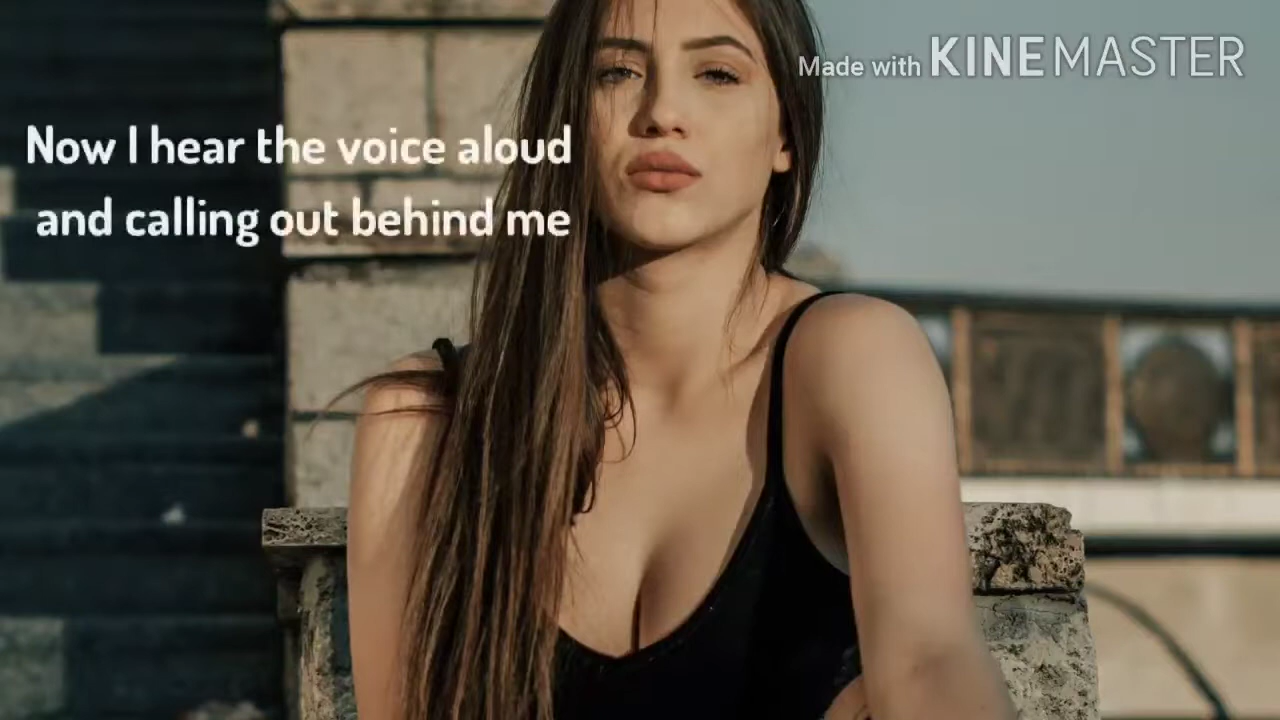 Made with KINEMASTER
Now I hear the voice aloud
and calling out behind me